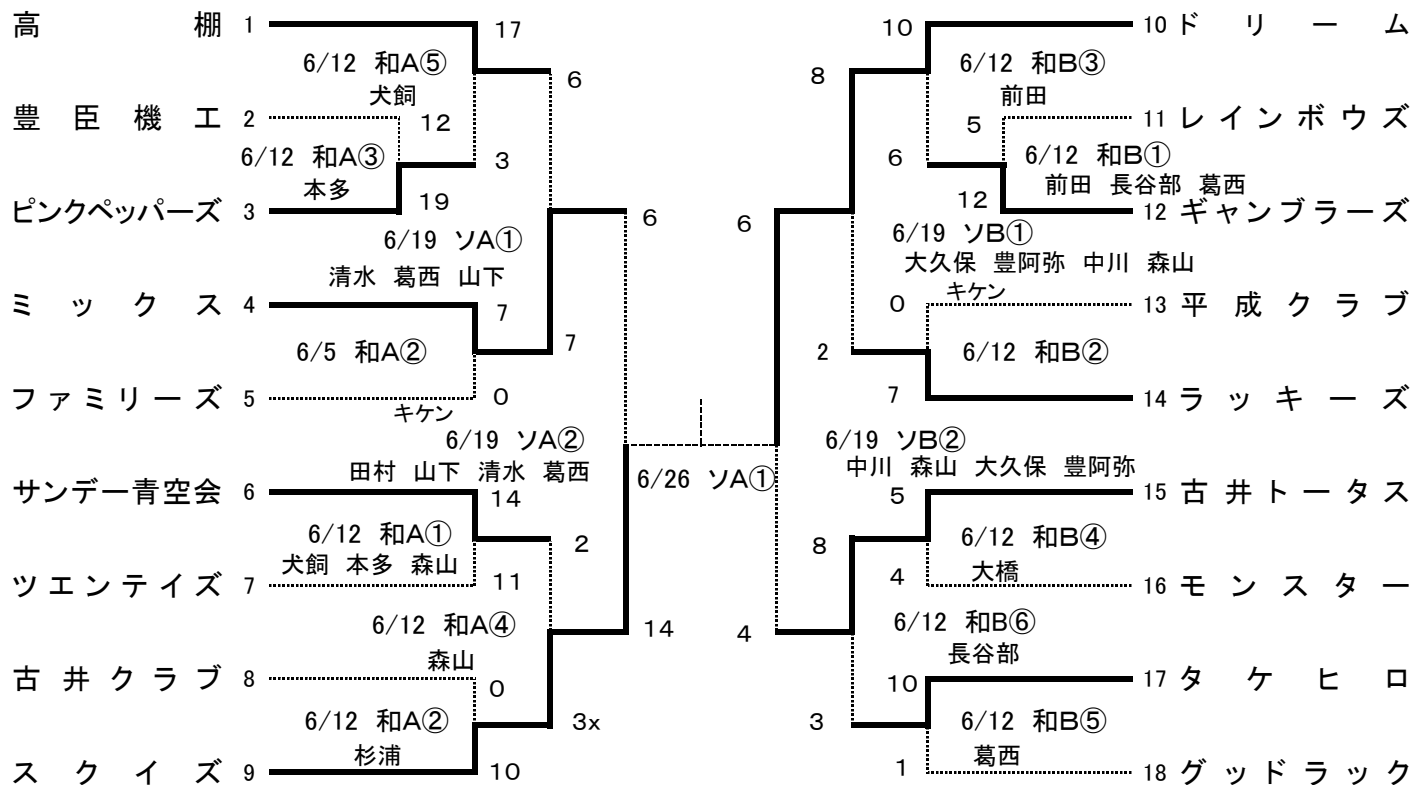 高棚 1
17
6/12 和A⑤
犬飼
6
豊臣機工 2
12
6/12 和A③
本多
3
ピンクペッパーズ 3
19
6/19 ソA①
清水 葛西 山下
6
ミックス 4
7
6/5 和A②
7
ファミリーズ 5
0
キケン
6/19 ソA②
田村 山下 清水 葛西
サンデー青空会 6
14
6/12 和A①
犬飼 本多 森山
2
ツエンテイズ 7
11
6/12 和A④
森山
14
古井クラブ 8
0
6/12 和A②
杉浦
3x
スクイズ 9
10
6/26 ソA①
10
10 ドリーム
8
6/12 和B③
前田
5
11 レインボウズ
6
6/12 和B①
前田 長谷部 葛西
12
12 ギャンブラーズ
6
6/19 ソB①
大久保 豊阿弥 中川 森山
キケン
0
13 平成クラブ
2
6/12 和B②
7
14 ラッキーズ
6/19 ソB②
中川 森山 大久保 豊阿弥
5
15 古井トータス
8
6/12 和B④
大橋
4
16 モンスター
4
6/12 和B⑥
長谷部
10
17 タケヒロ
3
6/12 和B⑤
葛西
1
18 グッドラック